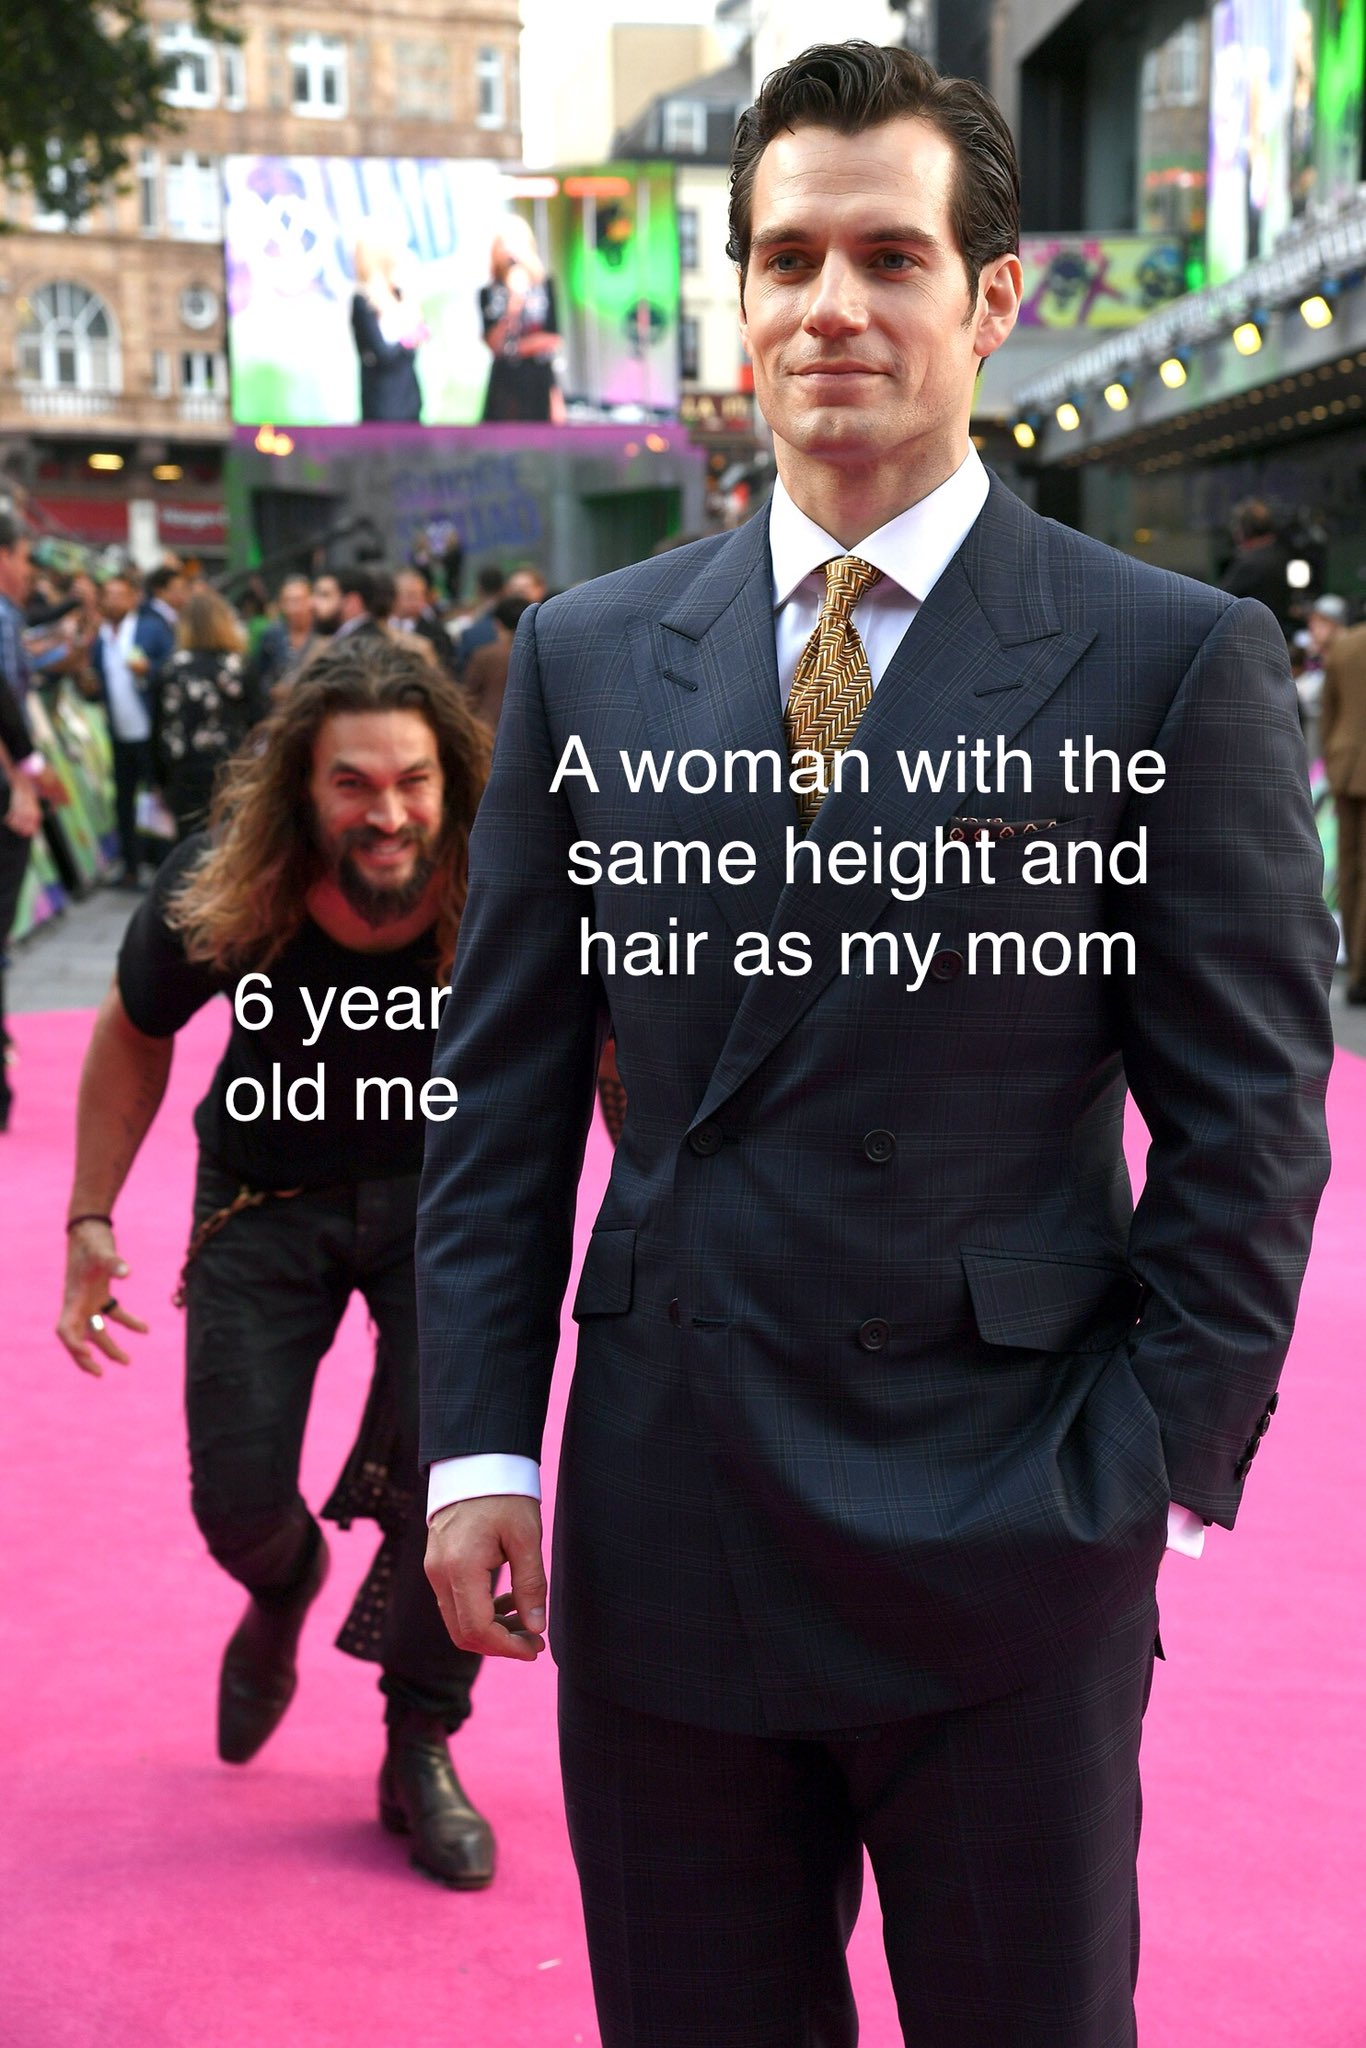 A woman with the
same height and
hair as my mom
6 year
old me